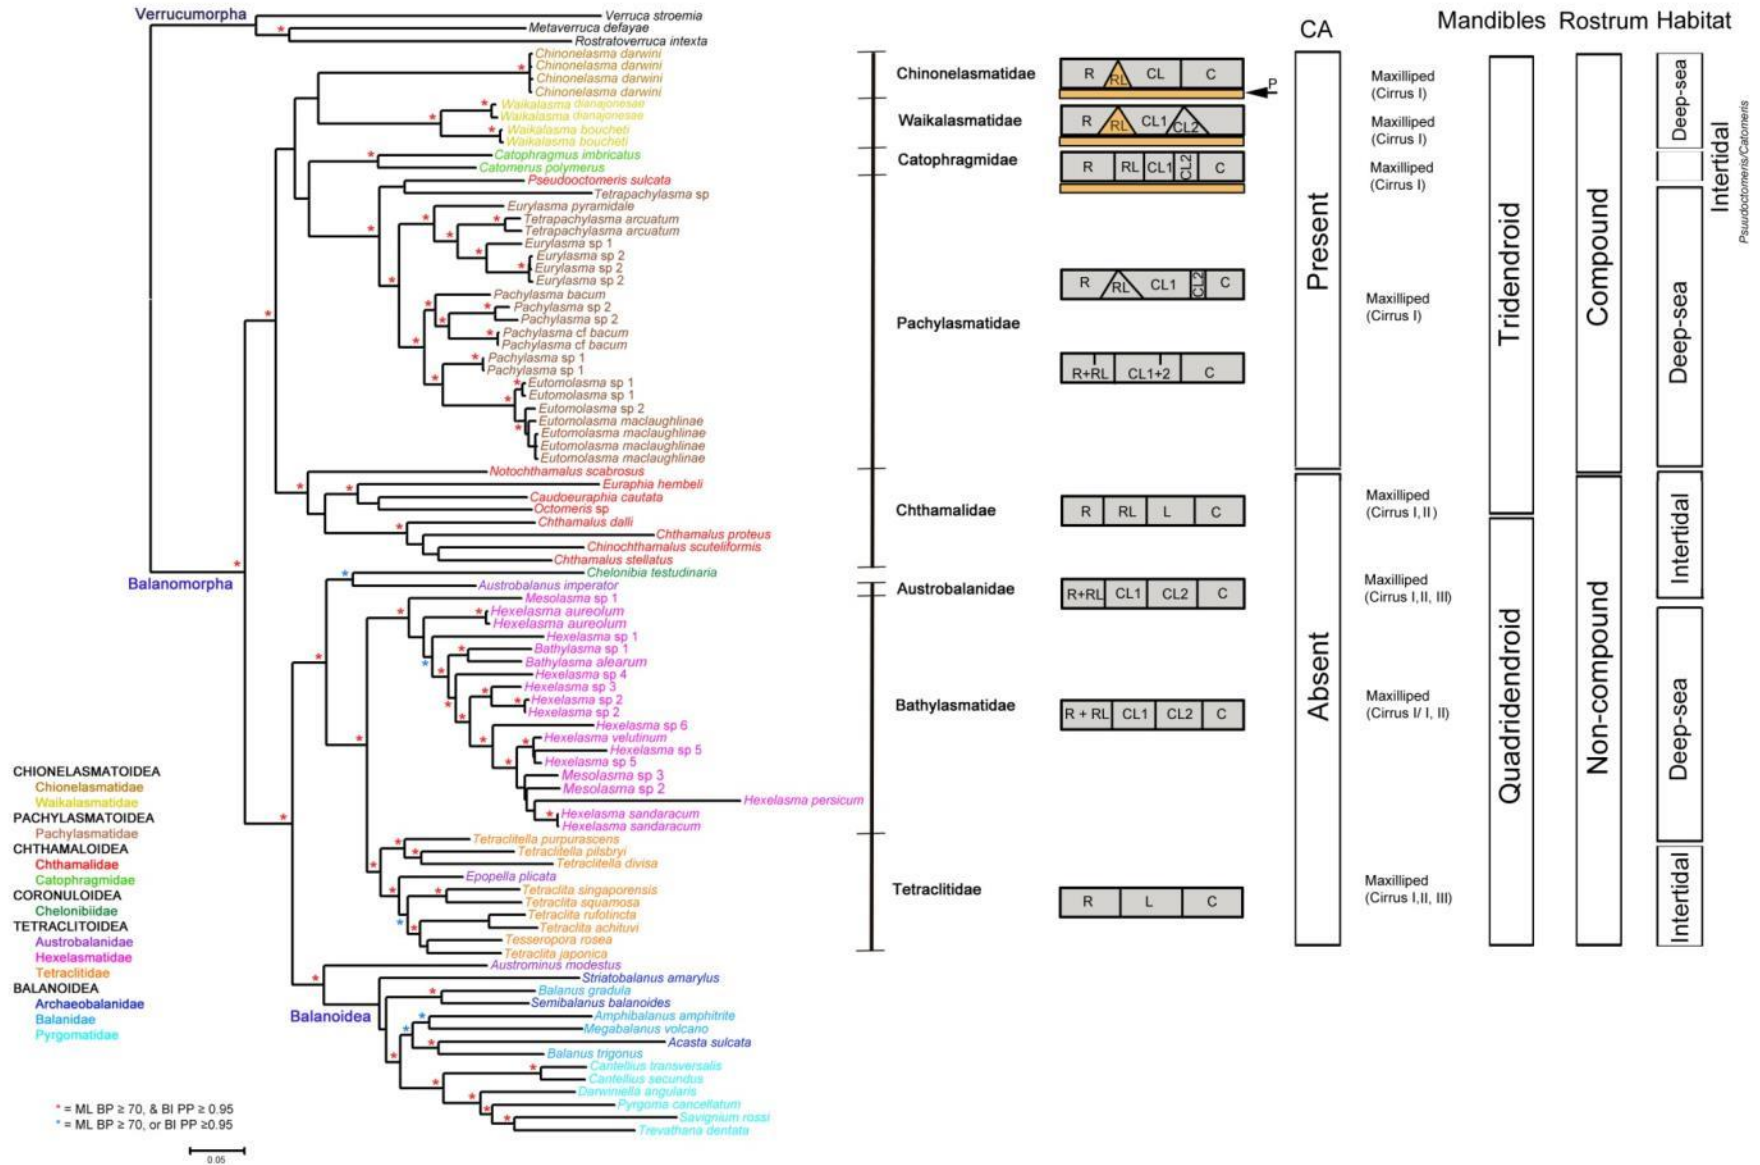 Verrucumorpha
Verruca stroemia
Metaverruca defayae
Rostratoverruca intexta
Chinonelasma darwini
Chinonelasma darwini
Chinonelasma darwini
Chinonelasma darwini
Waikalasma dianajonesae
Waikalasma dianajonesae
Waikalasma boucheti
Waikalasma boucheti
Catophragmus imbricatus
Catomerus polymerus
Pseudooctomeris sulcata
Tetrapachylasma sp
Eurylasma pyramidale
Tetrapachylasma arcuatum
Tetrapachylasma arcuatum
Eurylasma sp 1
Eurylasma sp 2
Eurylasma sp 2
Eurylasma sp 2
Pachylasma bacum
Pachylasma sp 2
Pachylasma sp 2
Pachylasma cf bacum
Pachylasma cf bacum
Pachylasma sp 1
Pachylasma sp 1
Eutomolasma sp 1
Eutomolasma sp 1
Eutomolasma sp 2
Eutomolasma maclaughlinae
Eutomolasma maclaughlinae
Eutomolasma maclaughlinae
Eutomolasma maclaughlinae
Notochthamalus scabrosus
Euraphia hembeli
Caudoeuraphia cautata
Octomeris sp
Chthamalus dalli
Chthamalus proteus
Chinochthamalus scuteliformis
Chthamalus stellatus
Balanomorpha
Chelonibia testudinaria
Austrobalanus imperator
Mesolasma sp 1
Hexelasma aureolum
Hexelasma aureolum
Hexelasma sp 1
Bathylasma sp 1
Bathylasma alearum
Hexelasma sp 4
Hexelasma sp 3
Hexelasma sp 2
Hexelasma sp 2
Hexelasma sp 6
Hexelasma velutinum
Hexelasma sp 5
Hexelasma sp 5
Mesolasma sp 3
Mesolasma sp 2
Hexelasma persicum
Hexelasma sandaracum
Hexelasma sandaracum
Tetraclitella purpurascens
Tetraclitella pilsbryi
Tetraclitella divisa
Epopella plicata
Tetraclita singaporensis
Tetraclita squamosa
Tetraclita rufotincta
Tetraclita achituvi
Tesseropora rosea
Tetraclita japonica
Austrominus modestus
Striatobalanus amarylus
Balanus gradula
Semibalanus balanoides
Balanoidea
Amphibalanus amphitrite
Megabalanus volcano
Acasta sulcata
Balanus trigonus
Cantellius transversalis
Cantellius secundus
Darwiniella angularis
Pyrgoma cancellatum
Savignium rossi
Trevathana dentata
CHIONELASMATOIDEA
Chionelasmatidae
Waikalasmatidae
PACHYLASMATOIDEA
Pachylasmatidae
CHTHAMALOIDEA
Chthamalidae
Catophragmidae
CORONULOIDEA
Chelonibiidae
TETRACLITOIDEA
Austrobalanidae
Hexelasmatidae
Tetraclitidae
BALANOIDEA
Archaeobalanidae
Balanidae
Pyrgomatidae
* = ML BP ≥ 70, & BI PP ≥ 0.95
* = ML BP ≥ 70, or BI PP ≥0.95
0.05
CA Mandibles Rostrum Habitat
Chinonelasmatidae
R RL CL C
P
Maxilliped
(Cirrus I)
Waikalasmatidae
R RL CL1 CL2
Maxilliped
(Cirrus I)
Catophragmidae
R RL CL1 CL2 C
Maxilliped
(Cirrus I)
Pachylasmatidae
R RL CL1 CL2 C
R+RL CL1+2 C
Maxilliped
(Cirrus I)
Chthamalidae
R RL L C
Maxilliped
(Cirrus I,II )
Austrobalanidae
R+RL CL1 CL2 C
Maxilliped
(Cirrus I,II, III)
Bathylasmatidae
R + RL CL1 CL2 C
Maxilliped
(Cirrus I/ I, II)
Tetraclitidae
R L C
Maxilliped
(Cirrus I,II, III)
Present
Absent
Tridendroid
Quadridendroid
Compound
Non-compound
Deep-sea
Intertidal
Psuudoctomeris/Catomeris
Deep-sea
Intertidal
Deep-sea
Intertidal